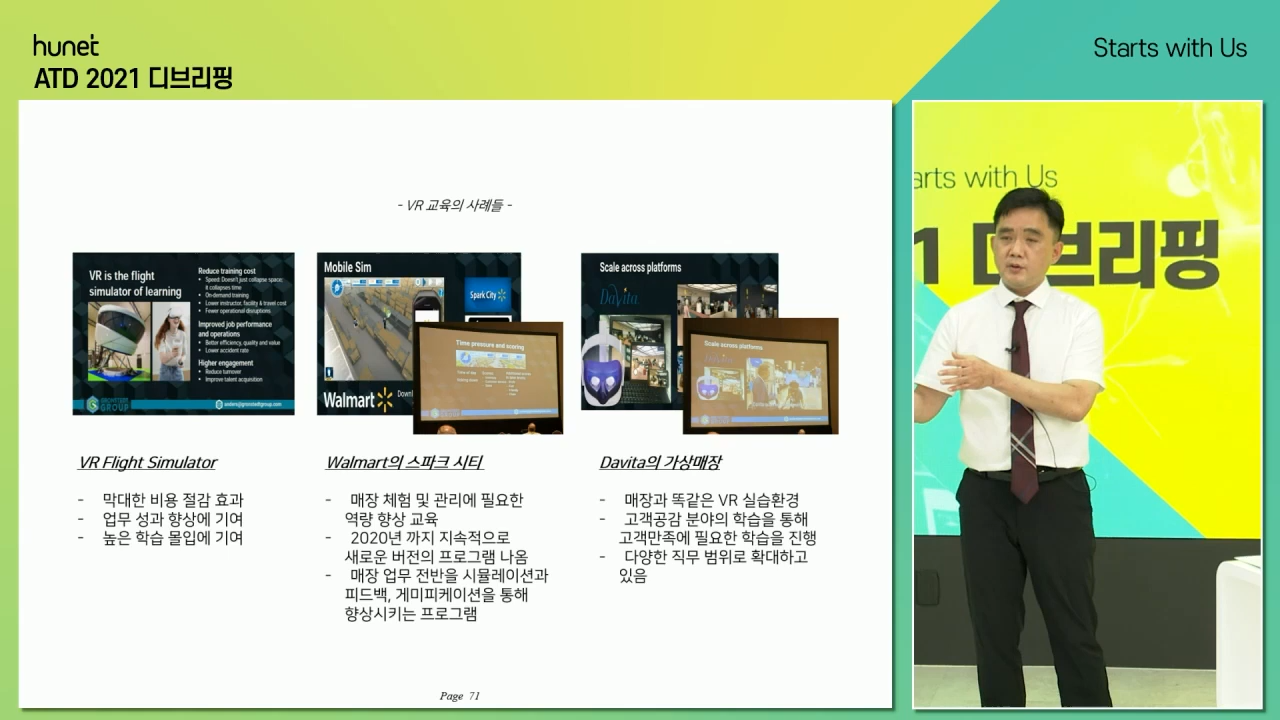 hunet
ATD 2021 디브리핑
Starts with Us
- VR 교육의 사례들 -
VR is the flight
simulator of learning
Reduce training cost
• Speed: Doesn't just collapse space;
it collapses time
• On-demand training
• Lower instructor, facility & travel cost
• Fewer operational disruptions
Improved job performance
and operations
• Better efficiency, quality and value
• Lower accident rate
Higher engagement
• Reduce turnover
• Improve talent acquisition
GROUP
anders@gronstedtgroup.com
Mobile Sim
Spark City
Walmart
Time pressure and scoring
Scale across platforms
DaVita
Scale across platforms
VR Flight Simulator
- 막대한 비용 절감 효과
- 업무 성과 향상에 기여
- 높은 학습 몰입에 기여
Walmart의 스파크 시티
- 매장 체험 및 관리에 필요한
역량 향상 교육
- 2020년 까지 지속적으로
새로운 버전의 프로그램 나옴
- 매장 업무 전반을 시뮬레이션과
피드백, 게미피케이션을 통해
향상시키는 프로그램
Davita의 가상매장
- 매장과 똑같은 VR 실습환경
- 고객공감 분야의 학습을 통해
고객만족에 필요한 학습을 진행
- 다양한 직무 범위로 확대하고
있음
Page 71
arts with Us
1 디브리핑